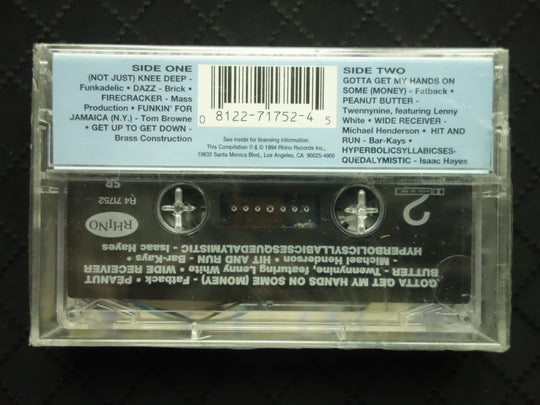 SIDE ONE
(NOT JUST) KNEE DEEP -
Funkadelic • DAZZ - Brick •
FIRECRACKER - Mass
Production • FUNKIN' FOR
JAMAICA (N.Y.) - Tom Browne
• GET UP TO GET DOWN -
Brass Construction
0 8122-71752-4 5
See inside for licensing information.
This Compilation ℗ & © 1994 Rhino Records Inc.,
10635 Santa Monica Blvd., Los Angeles, CA 90025-4900
SIDE TWO
GOTTA GET MY HANDS ON
SOME (MONEY) - Fatback •
PEANUT BUTTER -
Twennynine, featuring Lenny
White • WIDE RECEIVER -
Michael Henderson • HIT AND
RUN - Bar-Kays •
HYPERBOLICSYLLABICSES-
QUEDALYMISTIC - Isaac Hayes
GOTTA GET MY HANDS ON SOME (MONEY) - Fatback • PEANUT
BUTTER - Twennynine, featuring Lenny White • WIDE RECEIVER
- Michael Henderson • HIT AND RUN - Bar-Kays •
HYPERBOLICSYLLABICSESQUEDALMISTIC - Isaac Hayes
2
RHINO
R4 71752
SR